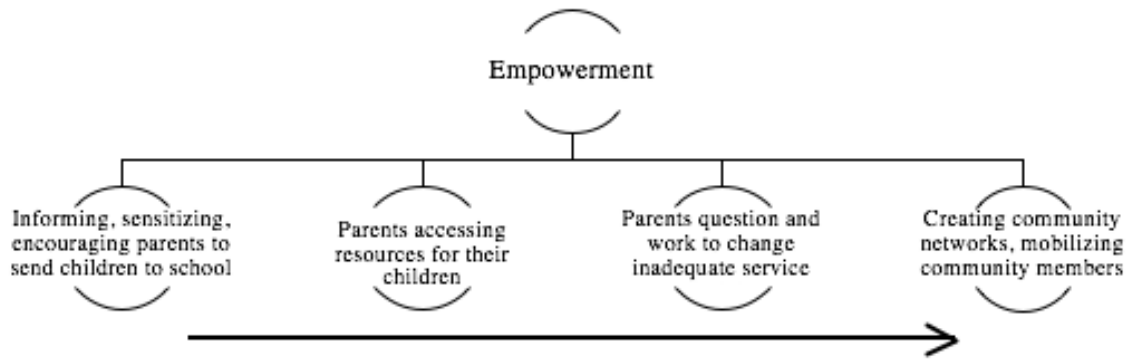 Empowerment
Informing, sensitizing,
encouraging parents to
send children to school
Parents accessing
resources for their
children
Parents question and
work to change
inadequate service
Creating community
networks, mobilizing
community members